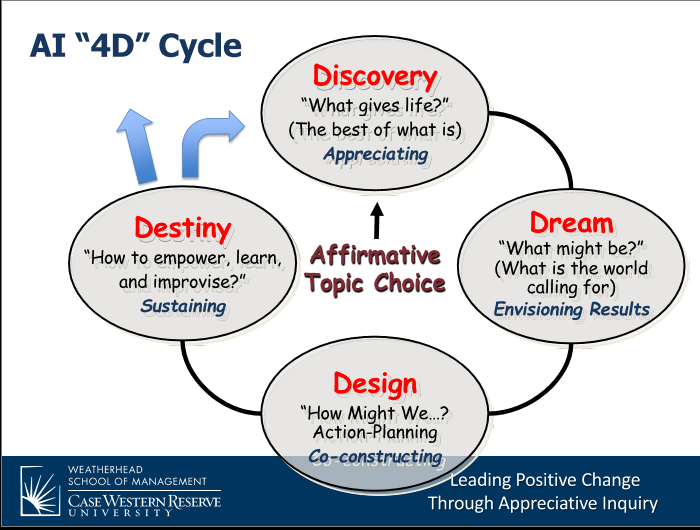 AI “4D” Cycle
Discovery
“What gives life?”
(The best of what is)
Appreciating
Destiny
“How to empower, learn,
and improvise?”
Sustaining
Affirmative
Topic Choice
Dream
“What might be?”
(What is the world
calling for)
Envisioning Results
Design
“How Might We…?
Action-Planning
Co-constructing
WEATHERHEAD
SCHOOL OF MANAGEMENT
CASE WESTERN RESERVE
UNIVERSITY
Leading Positive Change
Through Appreciative Inquiry